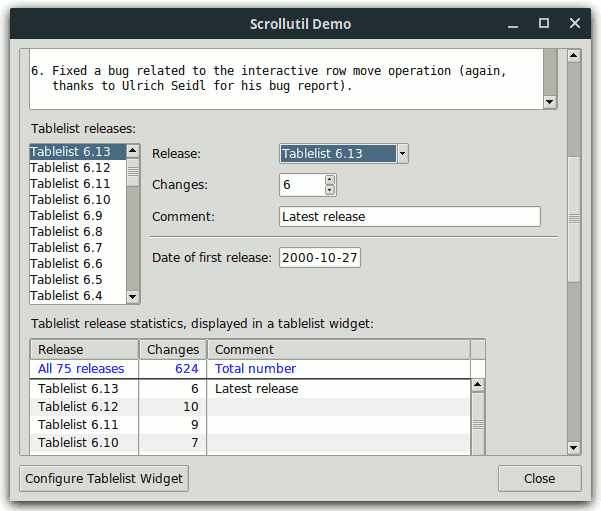 Scrollutil Demo
6. Fixed a bug related to the interactive row move operation (again,
thanks to Ulrich Seidl for his bug report).
Tablelist releases:
Tablelist 6.13
Tablelist 6.12
Tablelist 6.11
Tablelist 6.10
Tablelist 6.9
Tablelist 6.8
Tablelist 6.7
Tablelist 6.6
Tablelist 6.5
Tablelist 6.4
Release: Tablelist 6.13
Changes: 6
Comment: Latest release
Date of first release: 2000-10-27
Tablelist release statistics, displayed in a tablelist widget:
Release Changes Comment
All 75 releases 624 Total number
Tablelist 6.13 6 Latest release
Tablelist 6.12 10
Tablelist 6.11 9
Tablelist 6.10 7
Configure Tablelist Widget Close